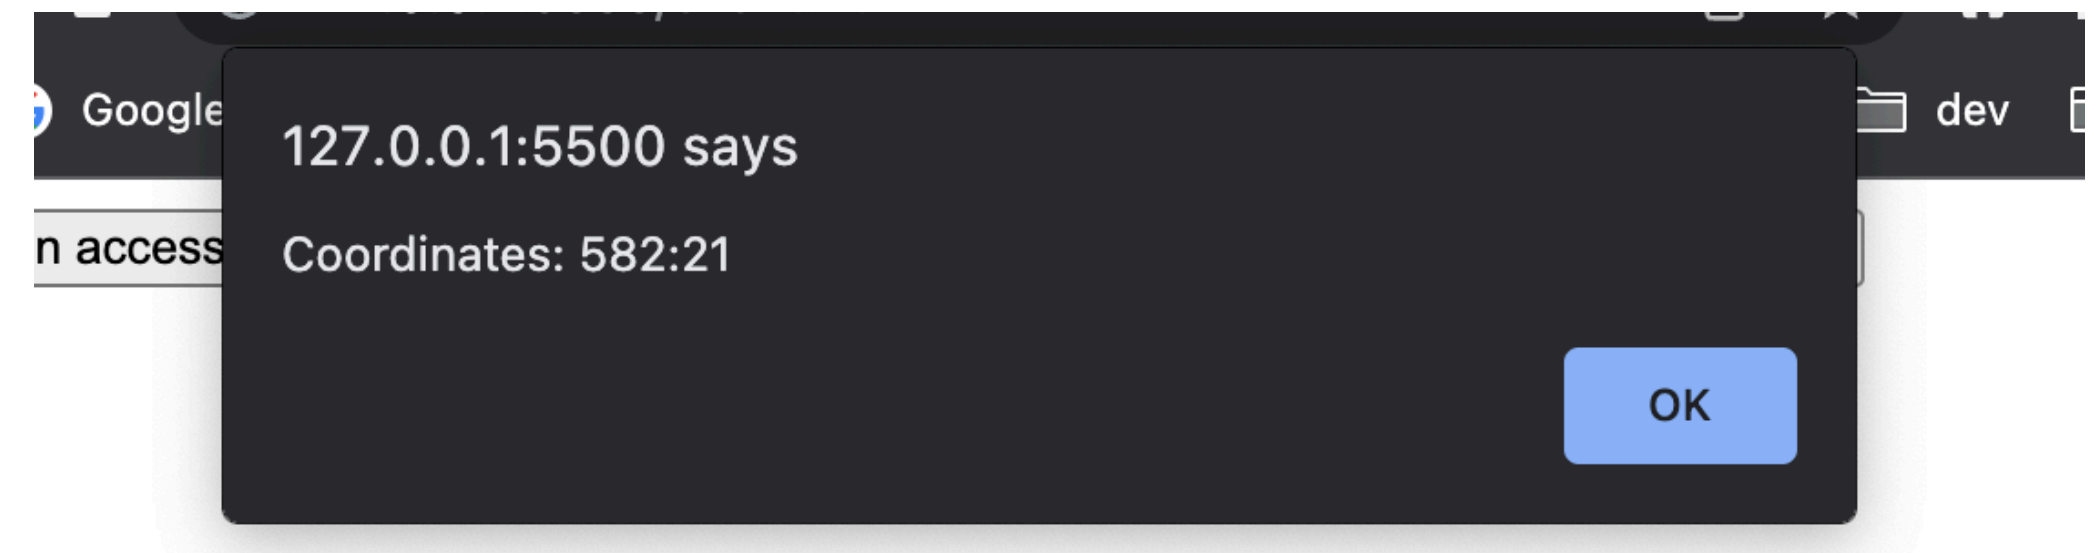 Google
dev
127.0.0.1:5500 says
n access
Coordinates: 582:21
OK